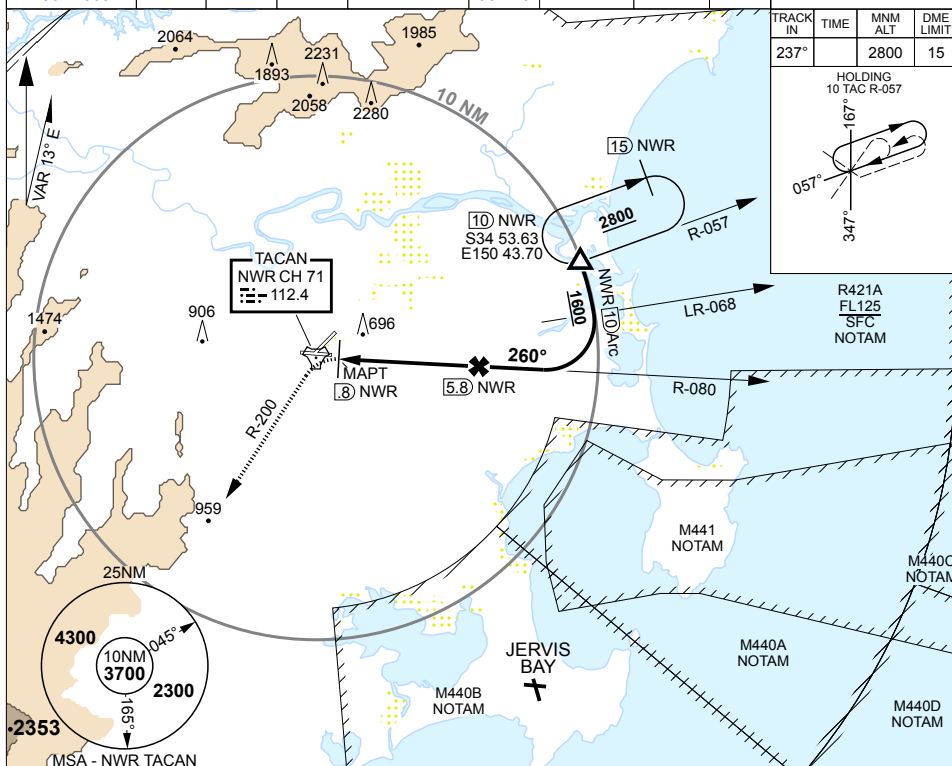 TRACK IN
TIME
MNM ALT
DME LIMIT
237°
2800
15
HOLDING
10 TAC R-057
167°
057°
347°
2064
1893
2231
2058
2280
1985
10 NM
VAR 13° E
15 NWR
10 NWR
S34 53.63
E150 43.70
2800
R-057
TACAN
NWR CH 71
112.4
NWR 10 Arc
1600
LR-068
R421A
FL125
SFC
NOTAM
1474
906
696
260°
MAPT
.8 NWR
5.8 NWR
R-080
R-200
959
M441
NOTAM
M440C
NOTAM
25NM
4300
045°
10NM
3700
2300
165°
2353
MSA - NWR TACAN
JERVIS
BAY
M440B
NOTAM
M440A
NOTAM
M440D
NOTAM